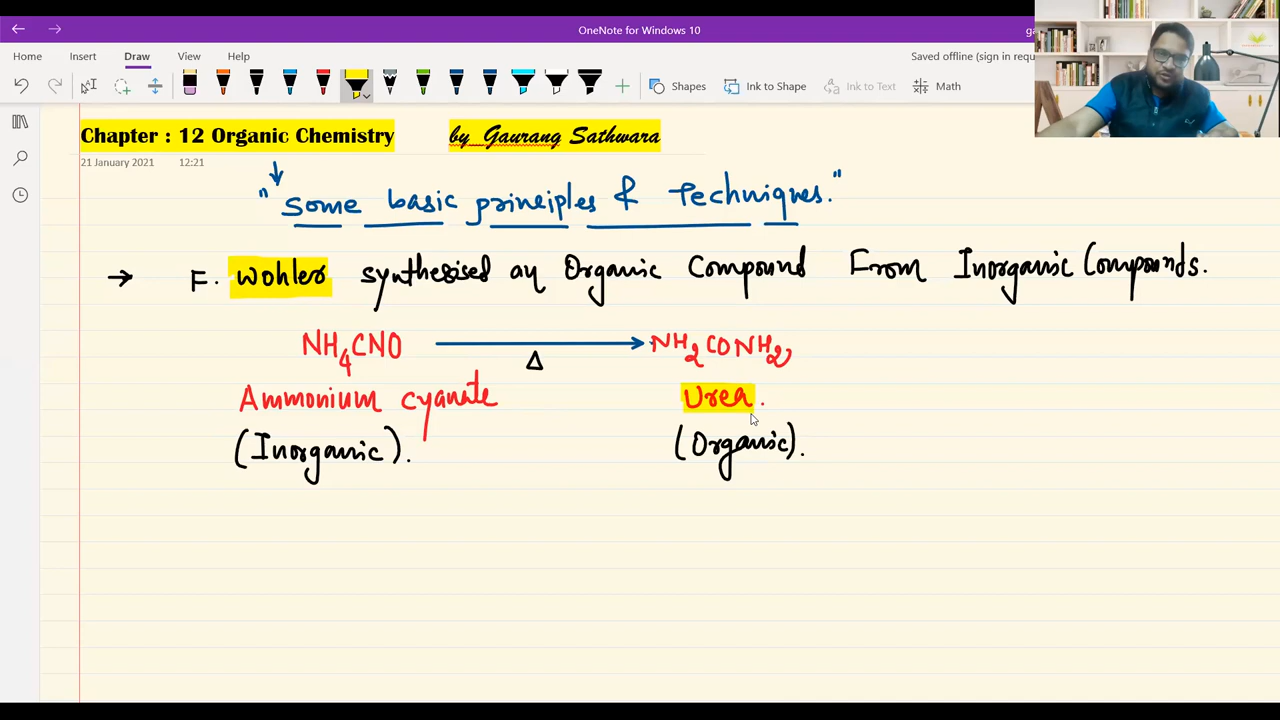 OneNote for Windows 10
ga
Home Insert Draw View Help
Saved offline (sign in requ
Shapes Ink to Shape Ink to Text Math
Chapter : 12 Organic Chemistry by Gaurang Sathwara
21 January 2021 12:21
"Some basic principles & Techniques."
→ F. Wohler synthesised an Organic Compound From Inorganic Compounds.
NH4CNO → NH2CONH2
Δ
Ammonium cyanate Urea.
(Inorganic). (Organic).